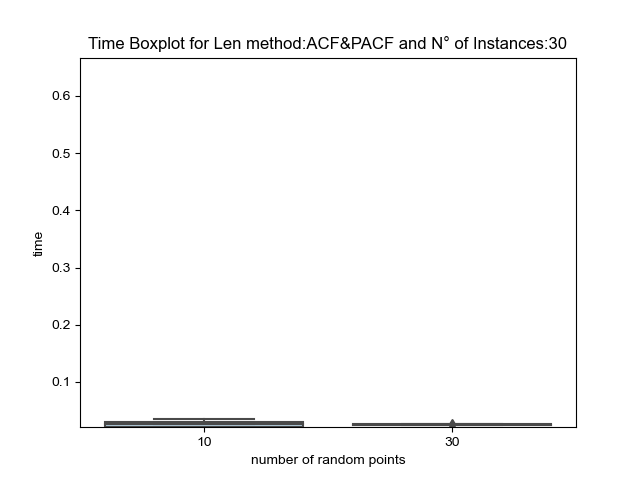 Time Boxplot for Len method:ACF&PACF and N° of Instances:30
0.6
0.5
0.4
0.3
0.2
0.1
time
10 30
number of random points